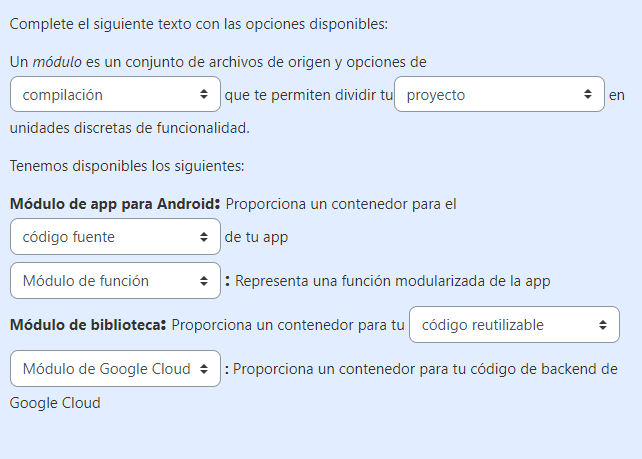 Complete el siguiente texto con las opciones disponibles:
Un módulo es un conjunto de archivos de origen y opciones de
compilación que te permiten dividir tu proyecto en
unidades discretas de funcionalidad.
Tenemos disponibles los siguientes:
Módulo de app para Android: Proporciona un contenedor para el
código fuente de tu app
Módulo de función : Representa una función modularizada de la app
Módulo de biblioteca: Proporciona un contenedor para tu código reutilizable
Módulo de Google Cloud : Proporciona un contenedor para tu código de backend de
Google Cloud